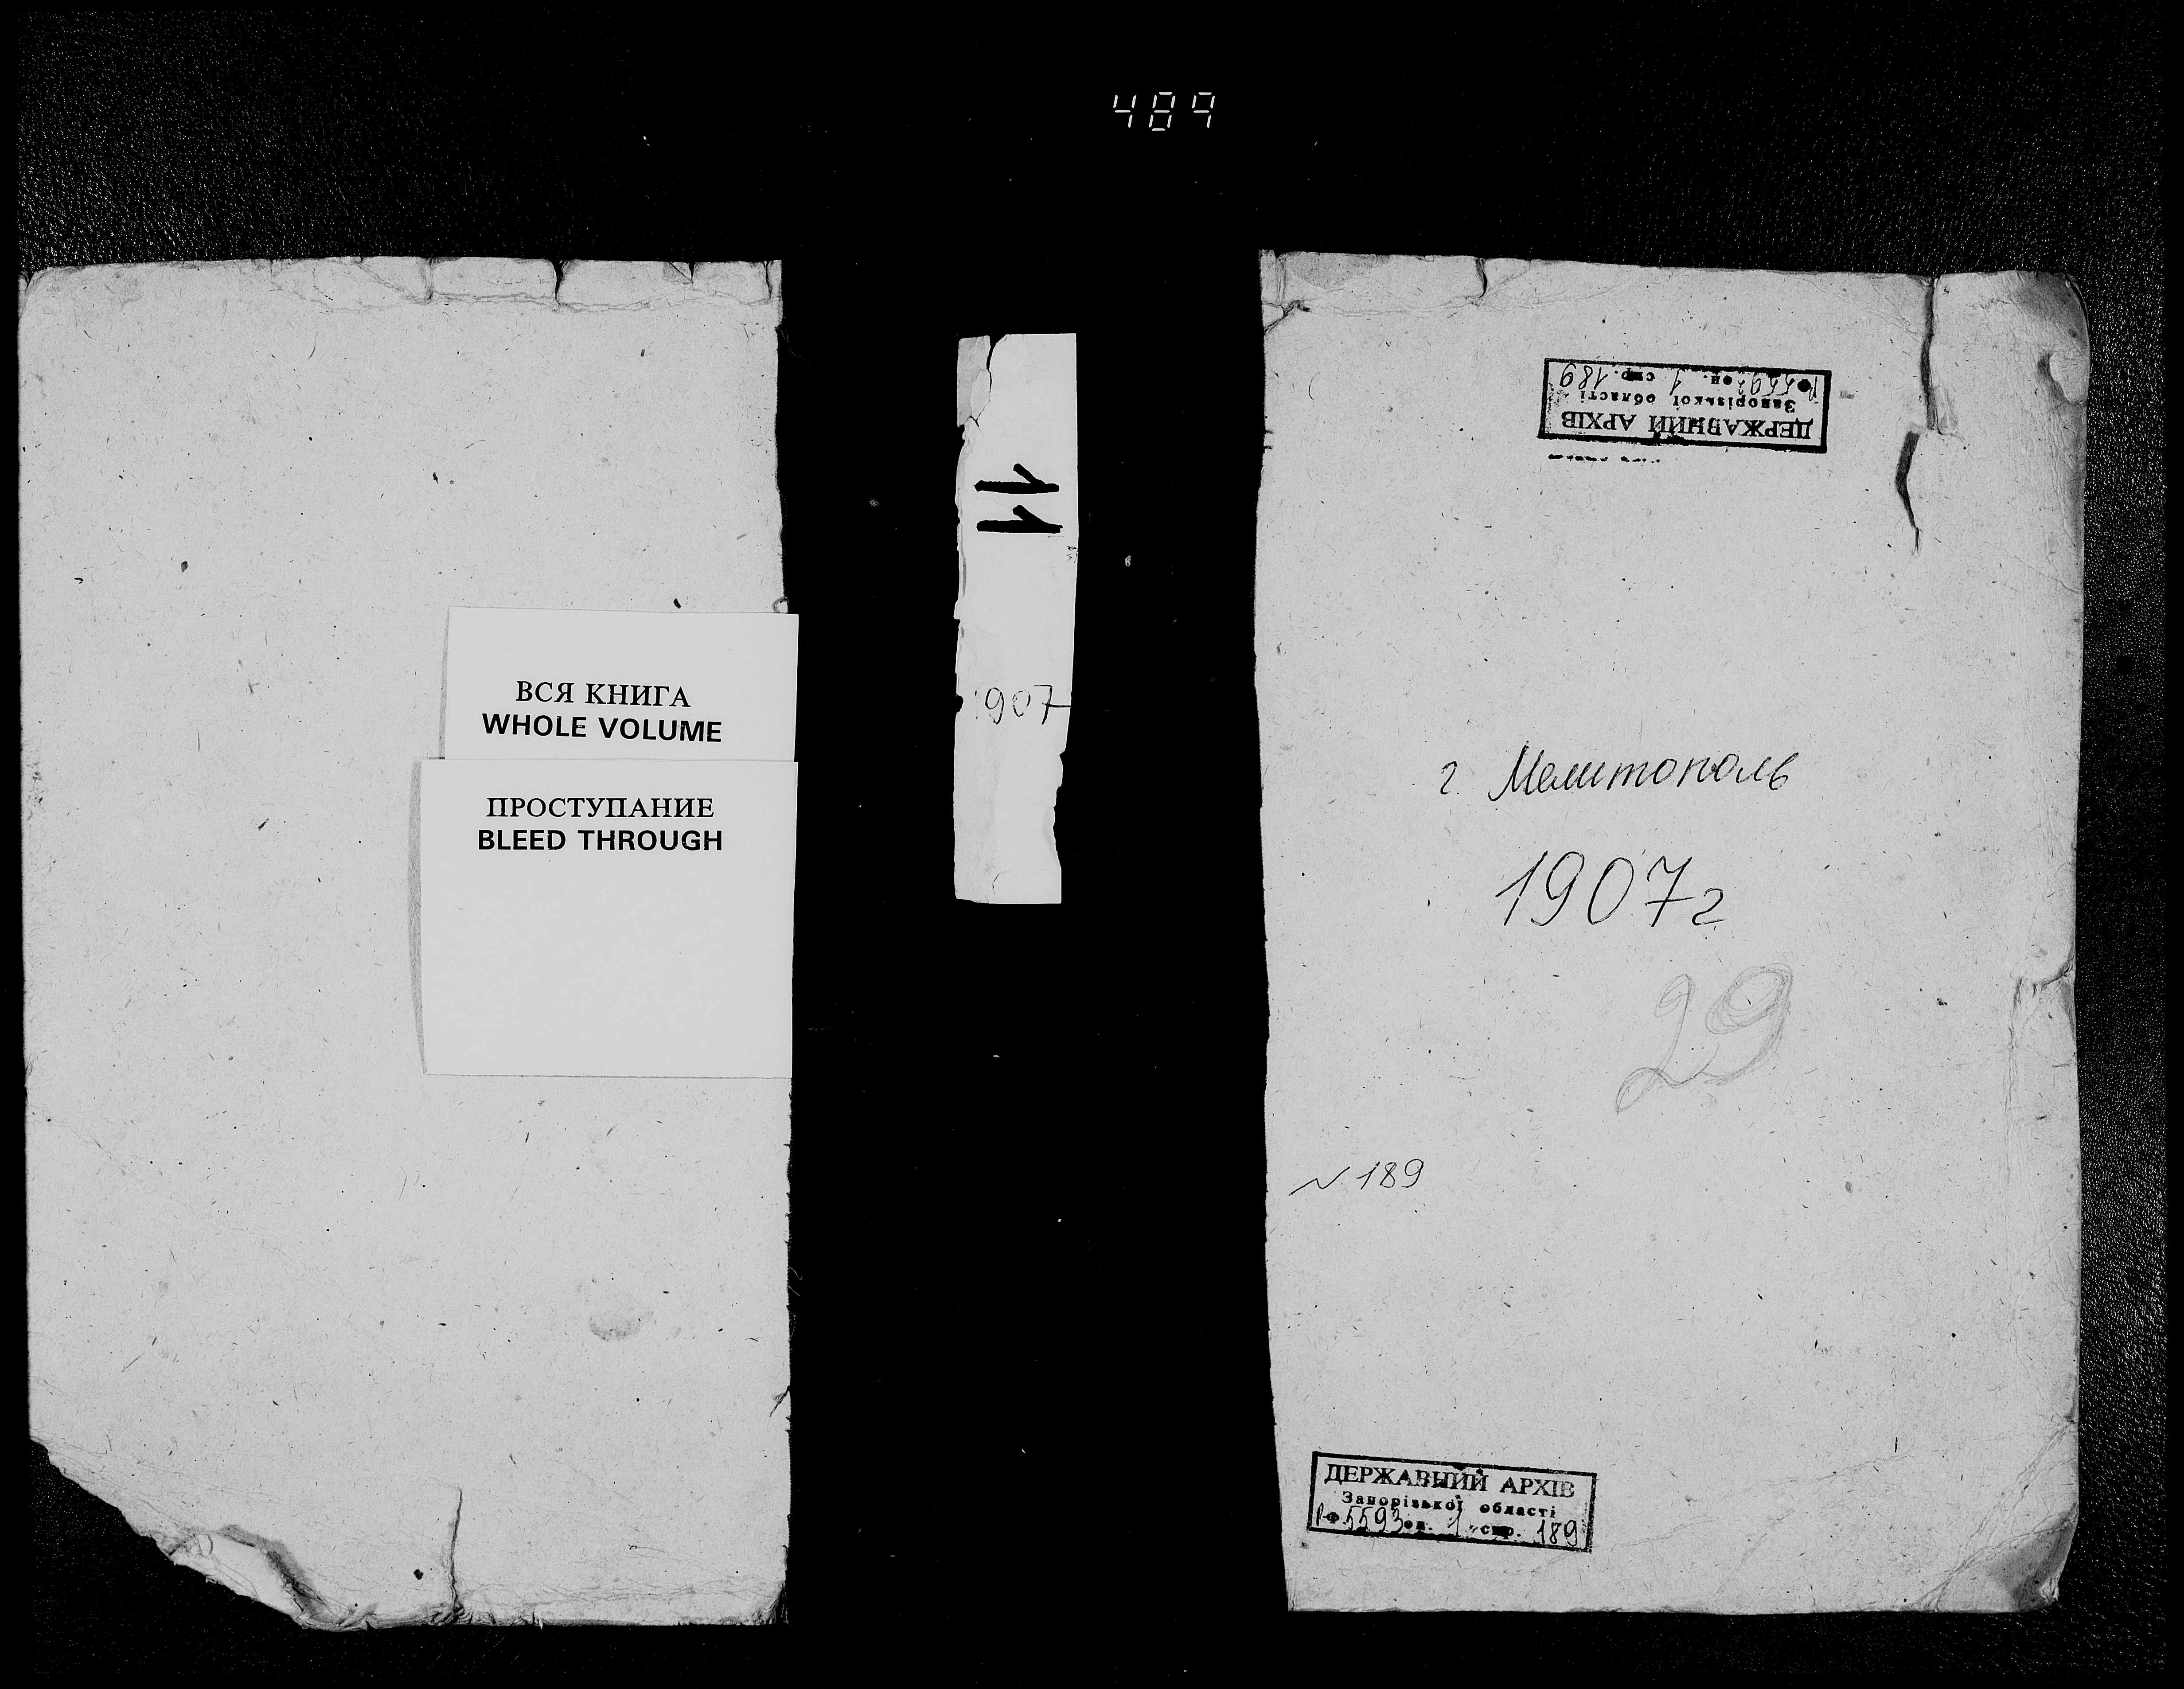 489
ВСЯ КНИГА
WHOLE VOLUME
ПРОСТУПАНИЕ
BLEED THROUGH
11
1907
ДЕРЖАВНИЙ АРХІВ
Запорізької області
Р ф. 5593 оп. 1 спр. 189
г. Мелитополь
1907 г
29
№ 189
ДЕРЖАВНИЙ АРХІВ
Запорізької області
Р ф. 5593 оп. 1 спр. 189